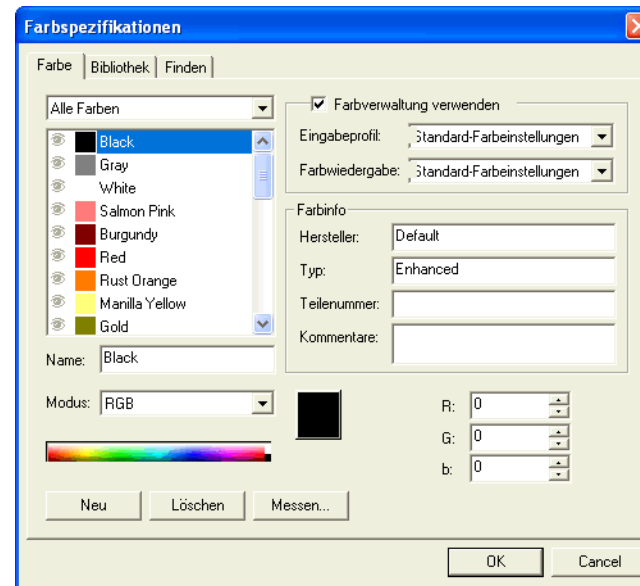 Farbspezifikationen
Farbe Bibliothek Finden
Alle Farben
Black
Gray
White
Salmon Pink
Burgundy
Red
Rust Orange
Manilla Yellow
Gold
Name: Black
Modus: RGB
Neu Löschen Messen...
Farbverwaltung verwenden
Eingabeprofil: Standard-Farbeinstellungen
Farbwiedergabe: Standard-Farbeinstellungen
Farbinfo
Hersteller: Default
Typ: Enhanced
Teilenummer:
Kommentare:
R: 0
G: 0
b: 0
OK Cancel